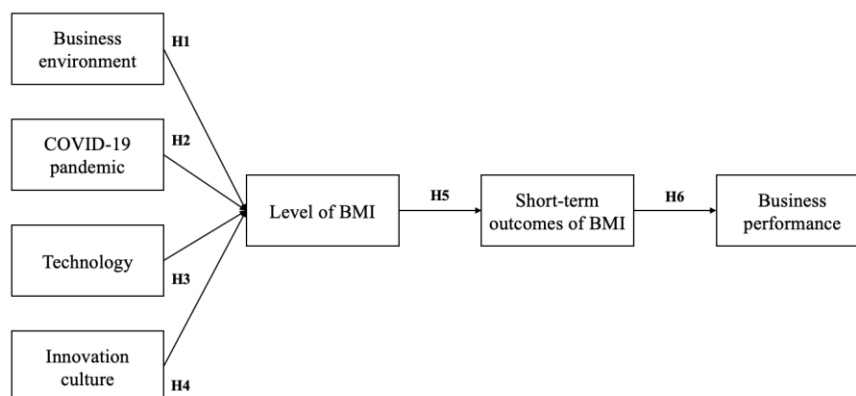 Business
environment
H1
COVID-19
pandemic
H2
Level of BMI
H5
Short-term
outcomes of BMI
H6
Business
performance
Technology
H3
Innovation
culture
H4